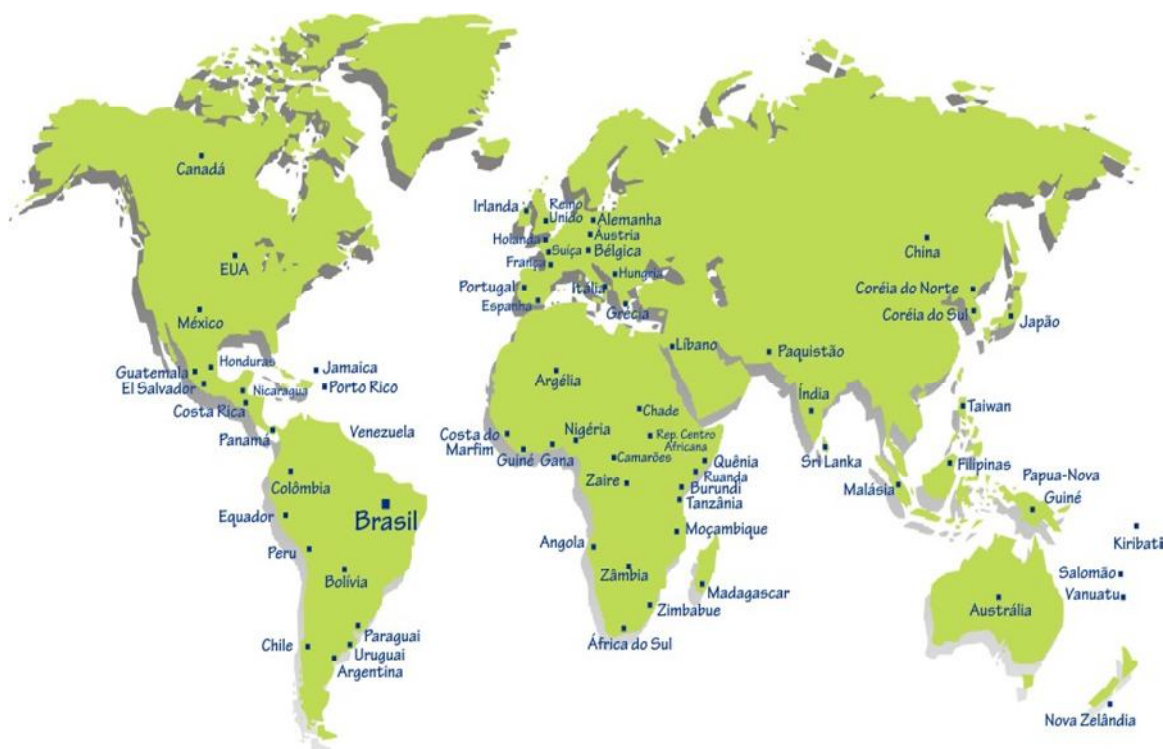 Canadá
EUA
México
Honduras
Guatemala
El Salvador
Nicaragua
Costa Rica
Panamá
Jamaica
Porto Rico
Venezuela
Colômbia
Equador
Brasil
Peru
Bolívia
Chile
Paraguai
Uruguai
Argentina
Irlanda
Reino
Unido
Holanda
Alemanha
Áustria
Suíça
Bélgica
França
Hungria
Portugal
Itália
Espanha
Grécia
Líbano
Argélia
Chade
Costa do
Marfim
Nigéria
Rep. Centro
Africana
Guiné
Gana
Camarões
Quênia
Zaire
Ruanda
Burundi
Tanzânia
Angola
Moçambique
Zâmbia
Madagascar
Zimbabue
África do Sul
China
Coréia do Norte
Coréia do Sul
Japão
Paquistão
Índia
Taiwan
Sri Lanka
Filipinas
Malásia
Papua-Nova
Guiné
Kiribati
Salomão
Vanuatu
Austrália
Nova Zelândia